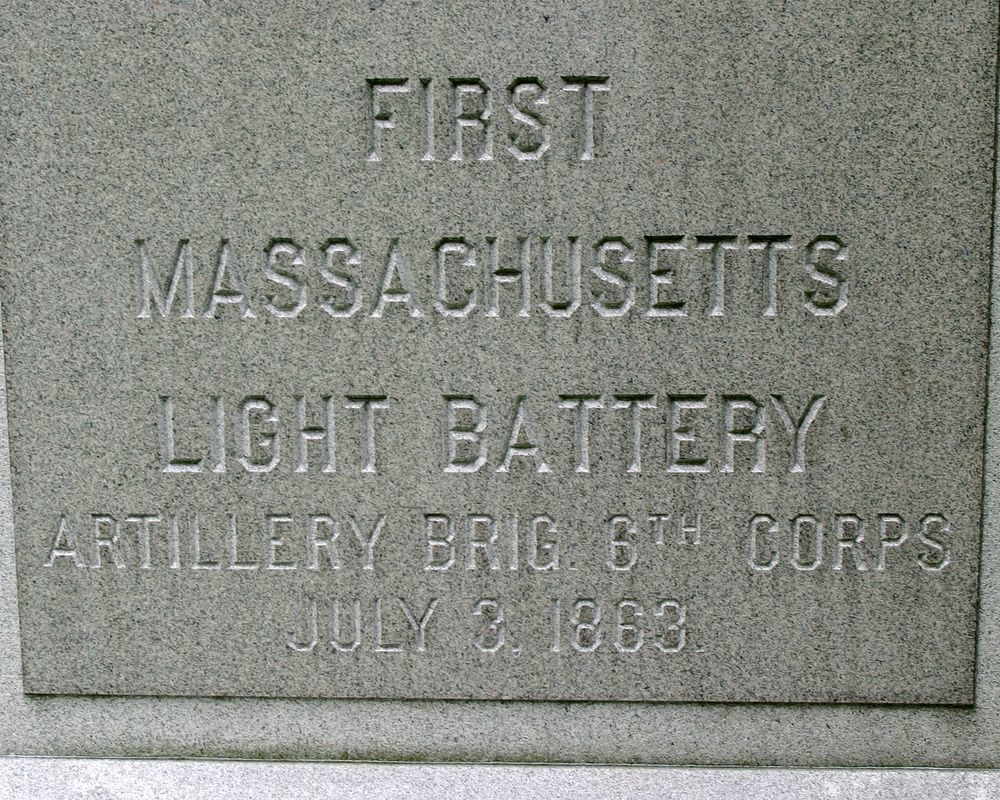 FIRST
MASSACHUSETTS
LIGHT BATTERY
ARTILLERY BRIG. 6TH CORPS
JULY 3, 1863.